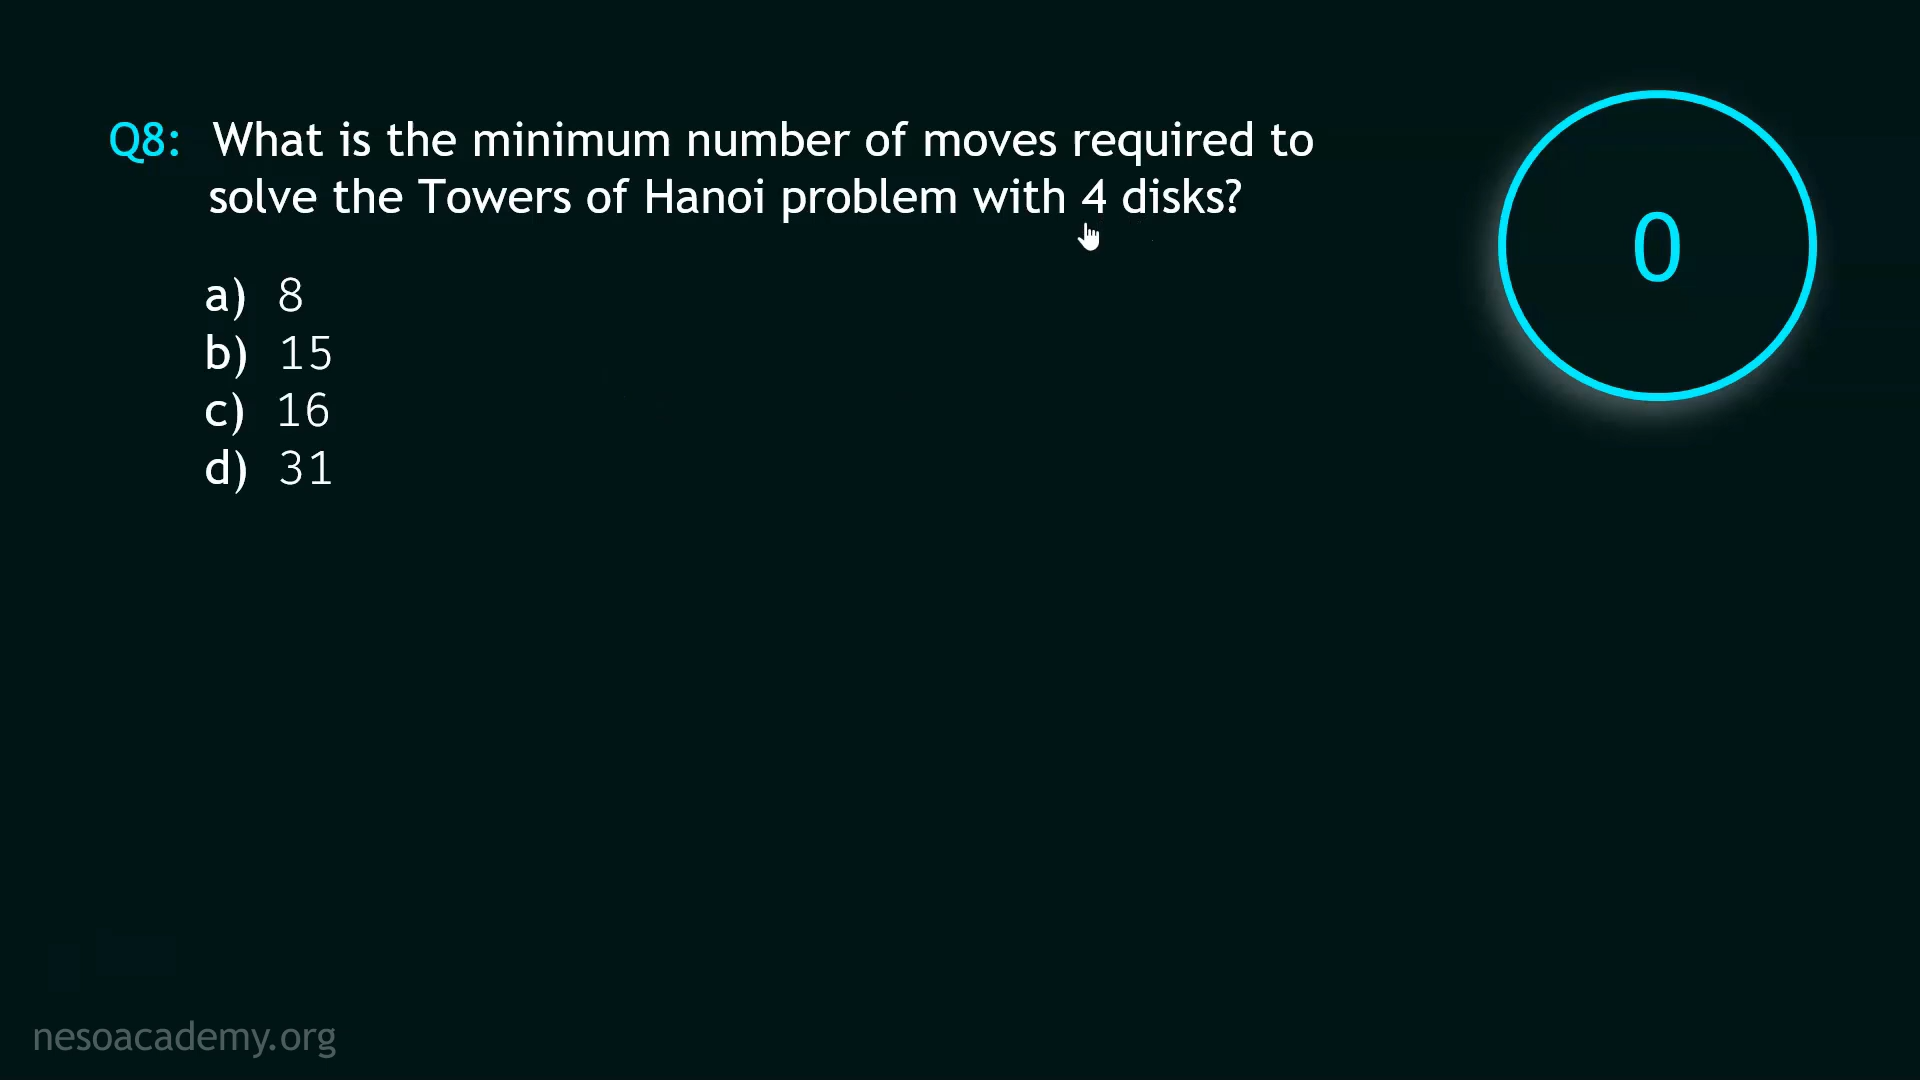 Q8: What is the minimum number of moves required to
solve the Towers of Hanoi problem with 4 disks?
0
a) 8
b) 15
c) 16
d) 31
nesoacademy.org